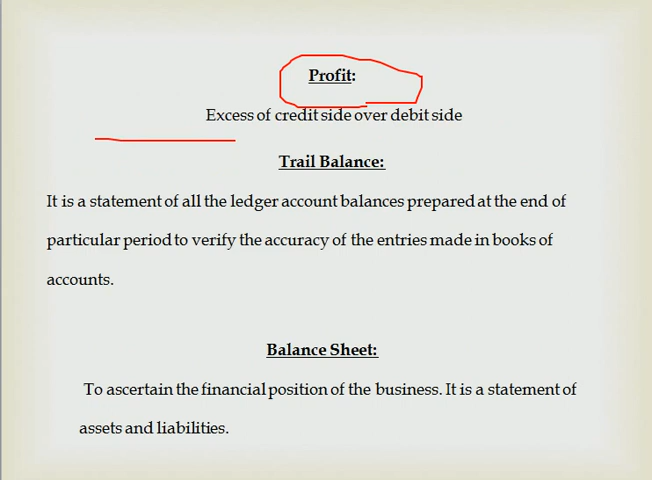 Profit:
Excess of credit side over debit side
Trail Balance:
It is a statement of all the ledger account balances prepared at the end of
particular period to verify the accuracy of the entries made in books of
accounts.
Balance Sheet:
To ascertain the financial position of the business. It is a statement of
assets and liabilities.